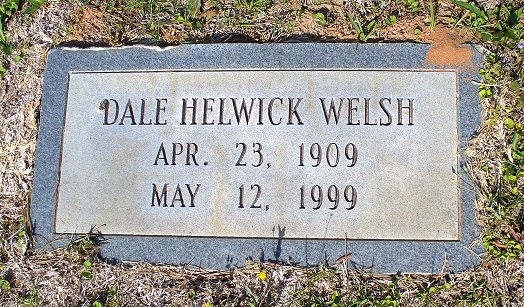 DALE HELWICK WELSH
APR. 23, 1909
MAY 12, 1999